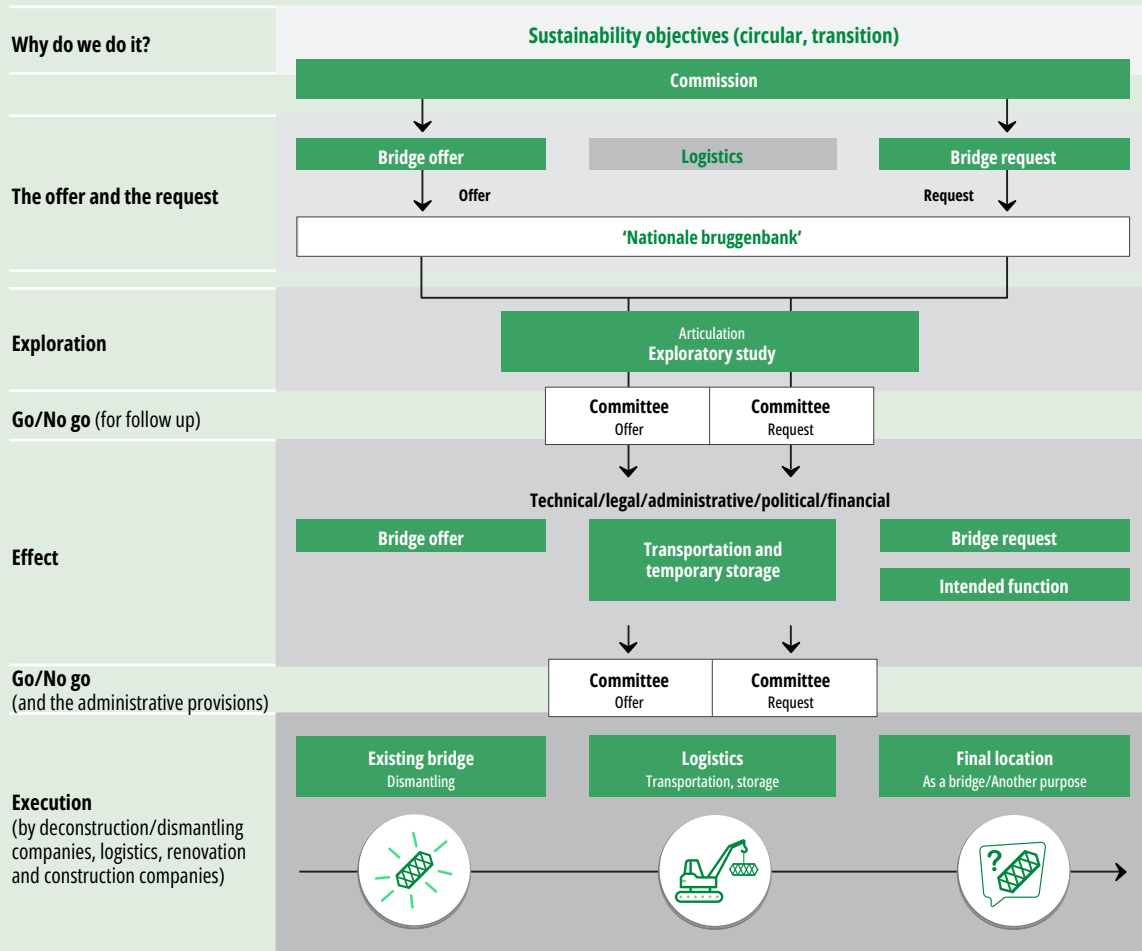 Why do we do it?
Sustainability objectives (circular, transition)
Commission
The offer and the request
Bridge offer
Logistics
Bridge request
Offer
Request
'Nationale bruggenbank'
Exploration
Articulation
Exploratory study
Go/No go (for follow up)
Committee
Offer
Committee
Request
Effect
Technical/legal/administrative/political/financial
Bridge offer
Transportation and
temporary storage
Bridge request
Intended function
Go/No go
(and the administrative provisions)
Committee
Offer
Committee
Request
Execution
(by deconstruction/dismantling
companies, logistics, renovation
and construction companies)
Existing bridge
Dismantling
Logistics
Transportation, storage
Final location
As a bridge/Another purpose
?